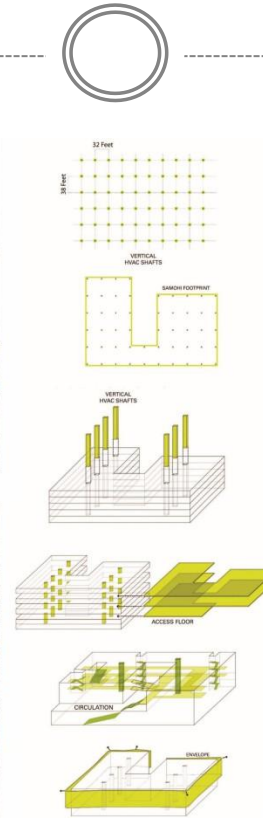 32 Feet
38 Feet
VERTICAL
HVAC SHAFTS
SAMOHI FOOTPRINT
VERTICAL
HVAC SHAFTS
ACCESS FLOOR
CIRCULATION
ENVELOPE